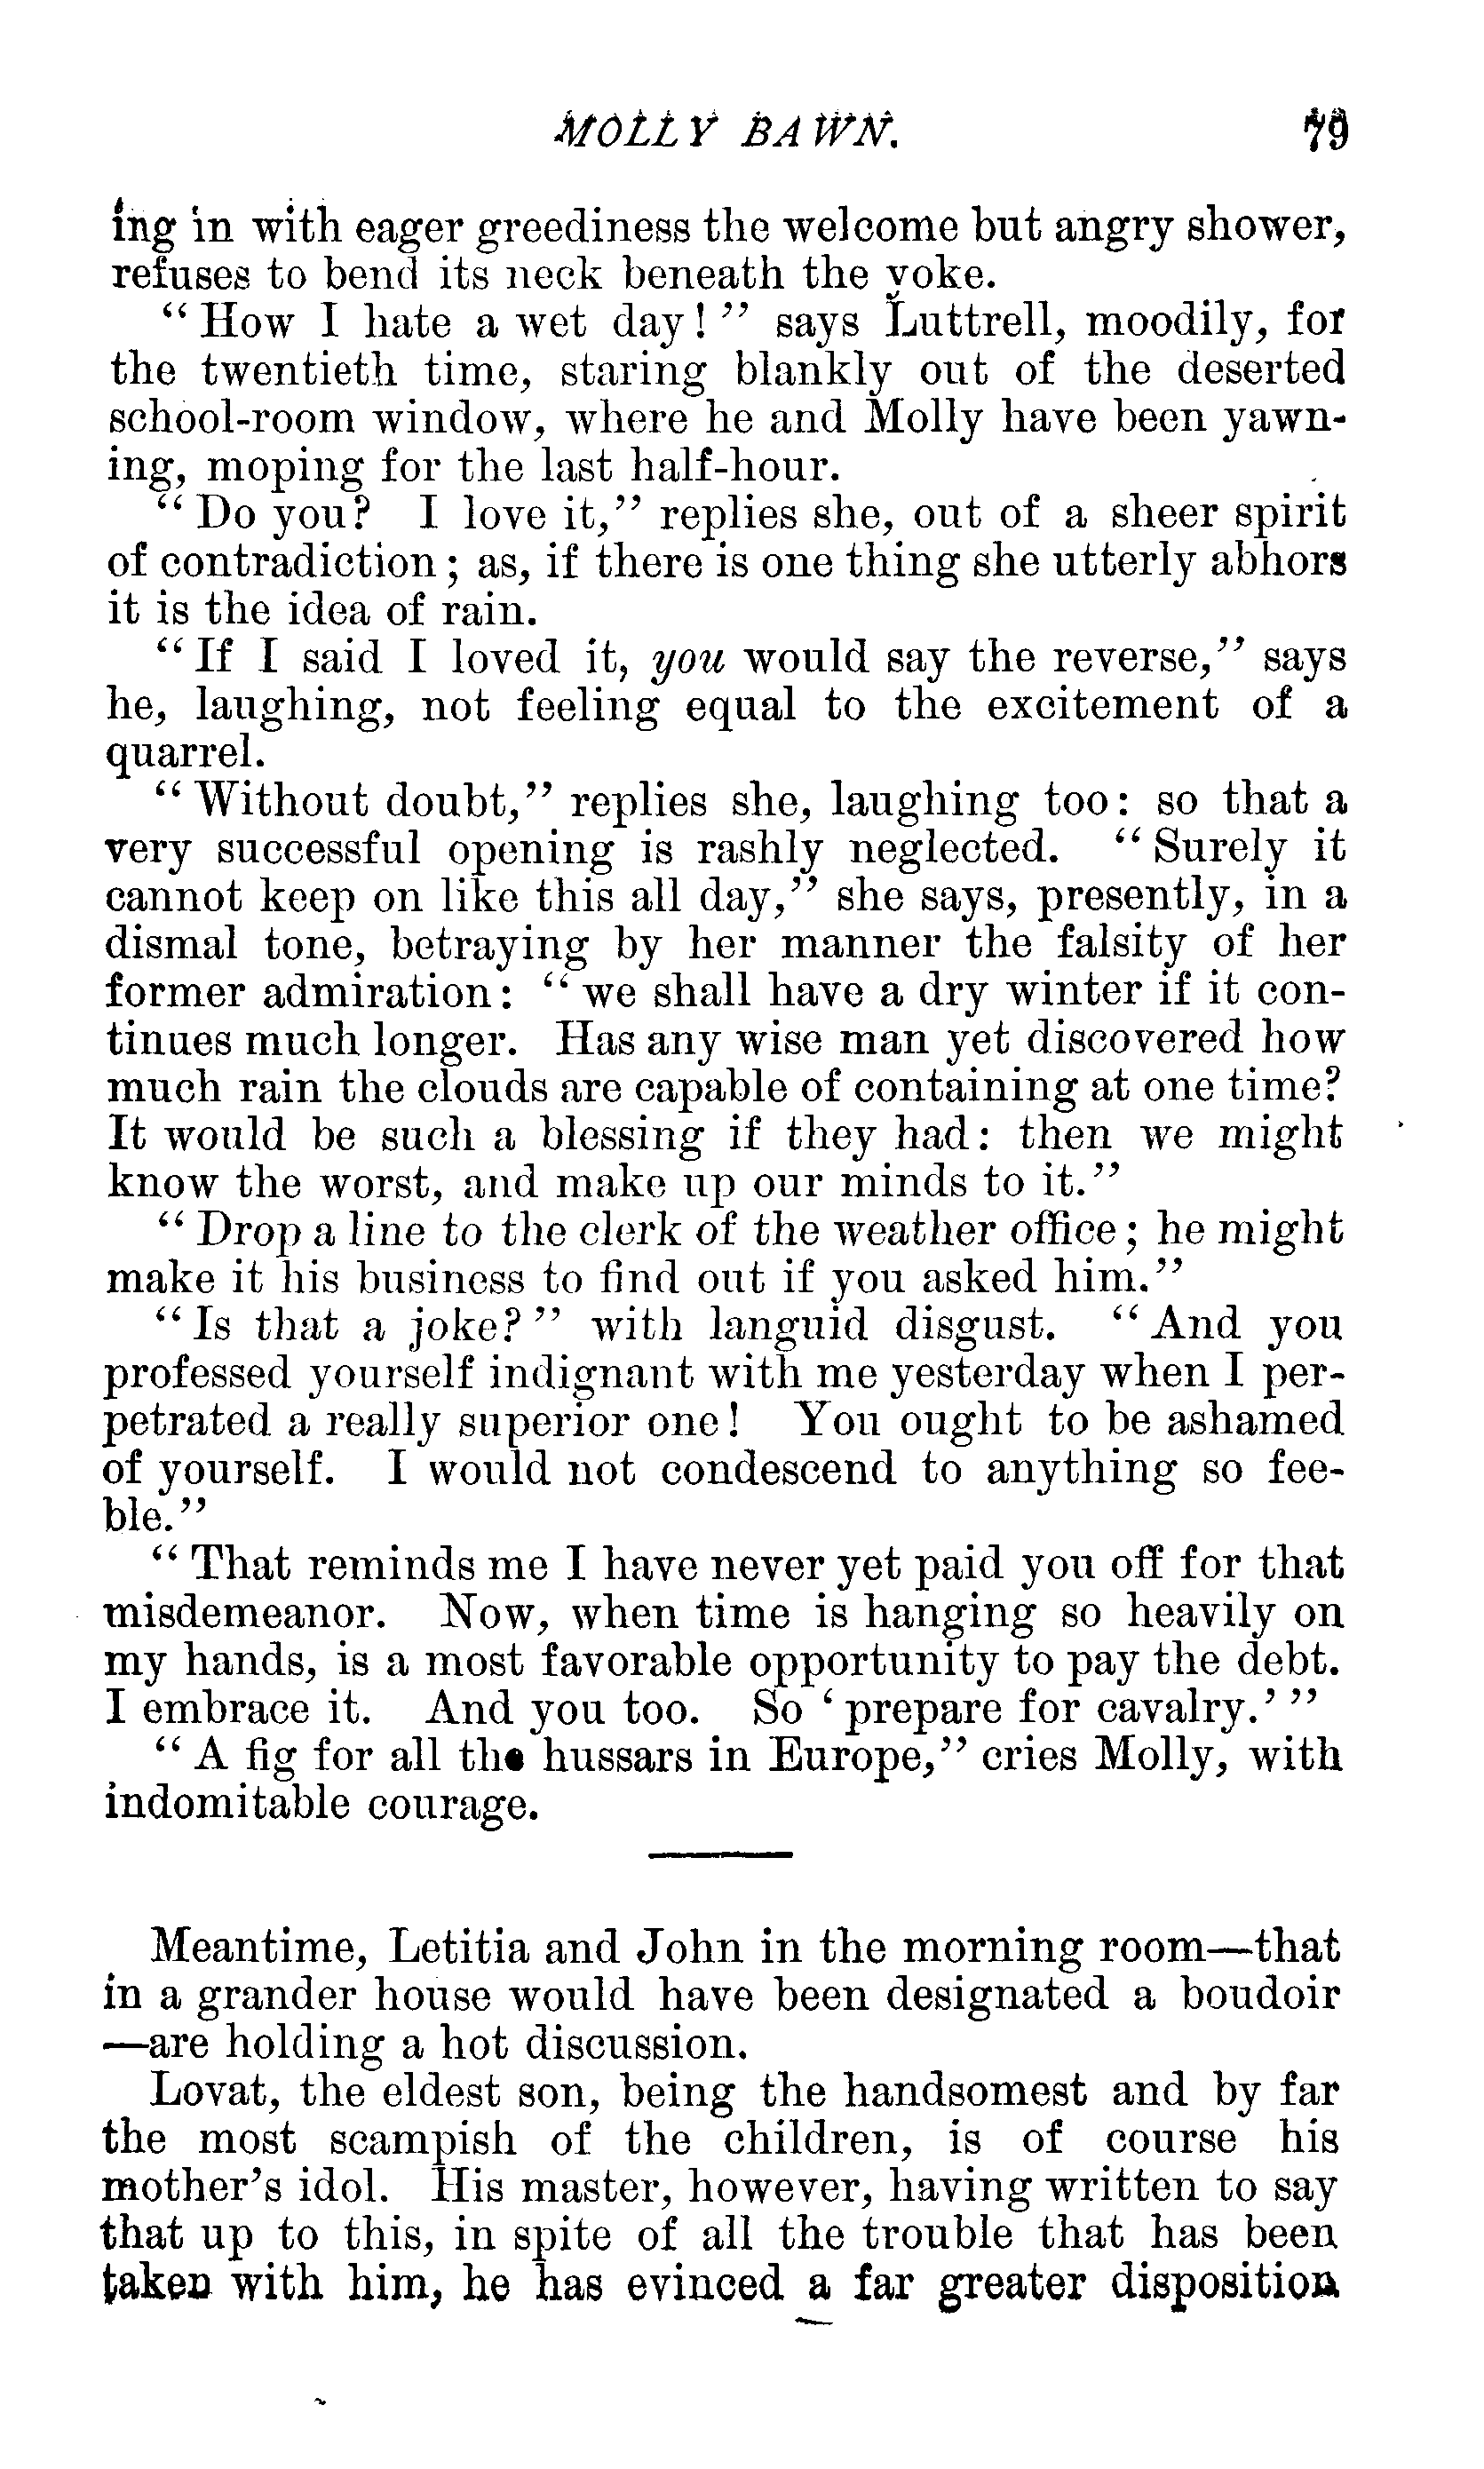 MOLLY BAWN. 79
ing in with eager greediness the welcome but angry shower,
refuses to bend its neck beneath the yoke.
“How I hate a wet day!” says Luttrell, moodily, for
the twentieth time, staring blankly out of the deserted
school-room window, where he and Molly have been yawn-
ing, moping for the last half-hour.
“Do you? I love it,” replies she, out of a sheer spirit
of contradiction; as, if there is one thing she utterly abhors
it is the idea of rain.
“If I said I loved it, you would say the reverse,” says
he, laughing, not feeling equal to the excitement of a
quarrel.
“Without doubt,” replies she, laughing too: so that a
very successful opening is rashly neglected. “Surely it
cannot keep on like this all day,” she says, presently, in a
dismal tone, betraying by her manner the falsity of her
former admiration: “we shall have a dry winter if it con-
tinues much longer. Has any wise man yet discovered how
much rain the clouds are capable of containing at one time?
It would be such a blessing if they had: then we might
know the worst, and make up our minds to it.”
“Drop a line to the clerk of the weather office; he might
make it his business to find out if you asked him.”
“Is that a joke?” with languid disgust. “And you
professed yourself indignant with me yesterday when I per-
petrated a really superior one! You ought to be ashamed
of yourself. I would not condescend to anything so fee-
ble.”
“That reminds me I have never yet paid you off for that
misdemeanor. Now, when time is hanging so heavily on
my hands, is a most favorable opportunity to pay the debt.
I embrace it. And you too. So ‘prepare for cavalry.’”
“A fig for all the hussars in Europe,” cries Molly, with
indomitable courage.
Meantime, Letitia and John in the morning room—that
in a grander house would have been designated a boudoir
—are holding a hot discussion.
Lovat, the eldest son, being the handsomest and by far
the most scampish of the children, is of course his
mother’s idol. His master, however, having written to say
that up to this, in spite of all the trouble that has been
taken with him, he has evinced a far greater disposition